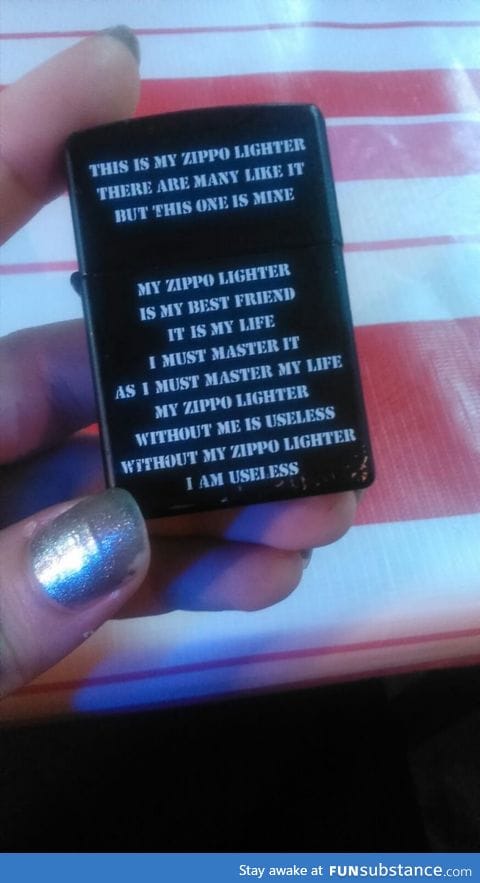 THIS IS MY ZIPPO LIGHTER
THERE ARE MANY LIKE IT
BUT THIS ONE IS MINE
MY ZIPPO LIGHTER
IS MY BEST FRIEND
IT IS MY LIFE
I MUST MASTER IT
AS I MUST MASTER MY LIFE
MY ZIPPO LIGHTER
WITHOUT ME IS USELESS
WITHOUT MY ZIPPO LIGHTER
I AM USELESS
Stay awake at FUNsubstance.com